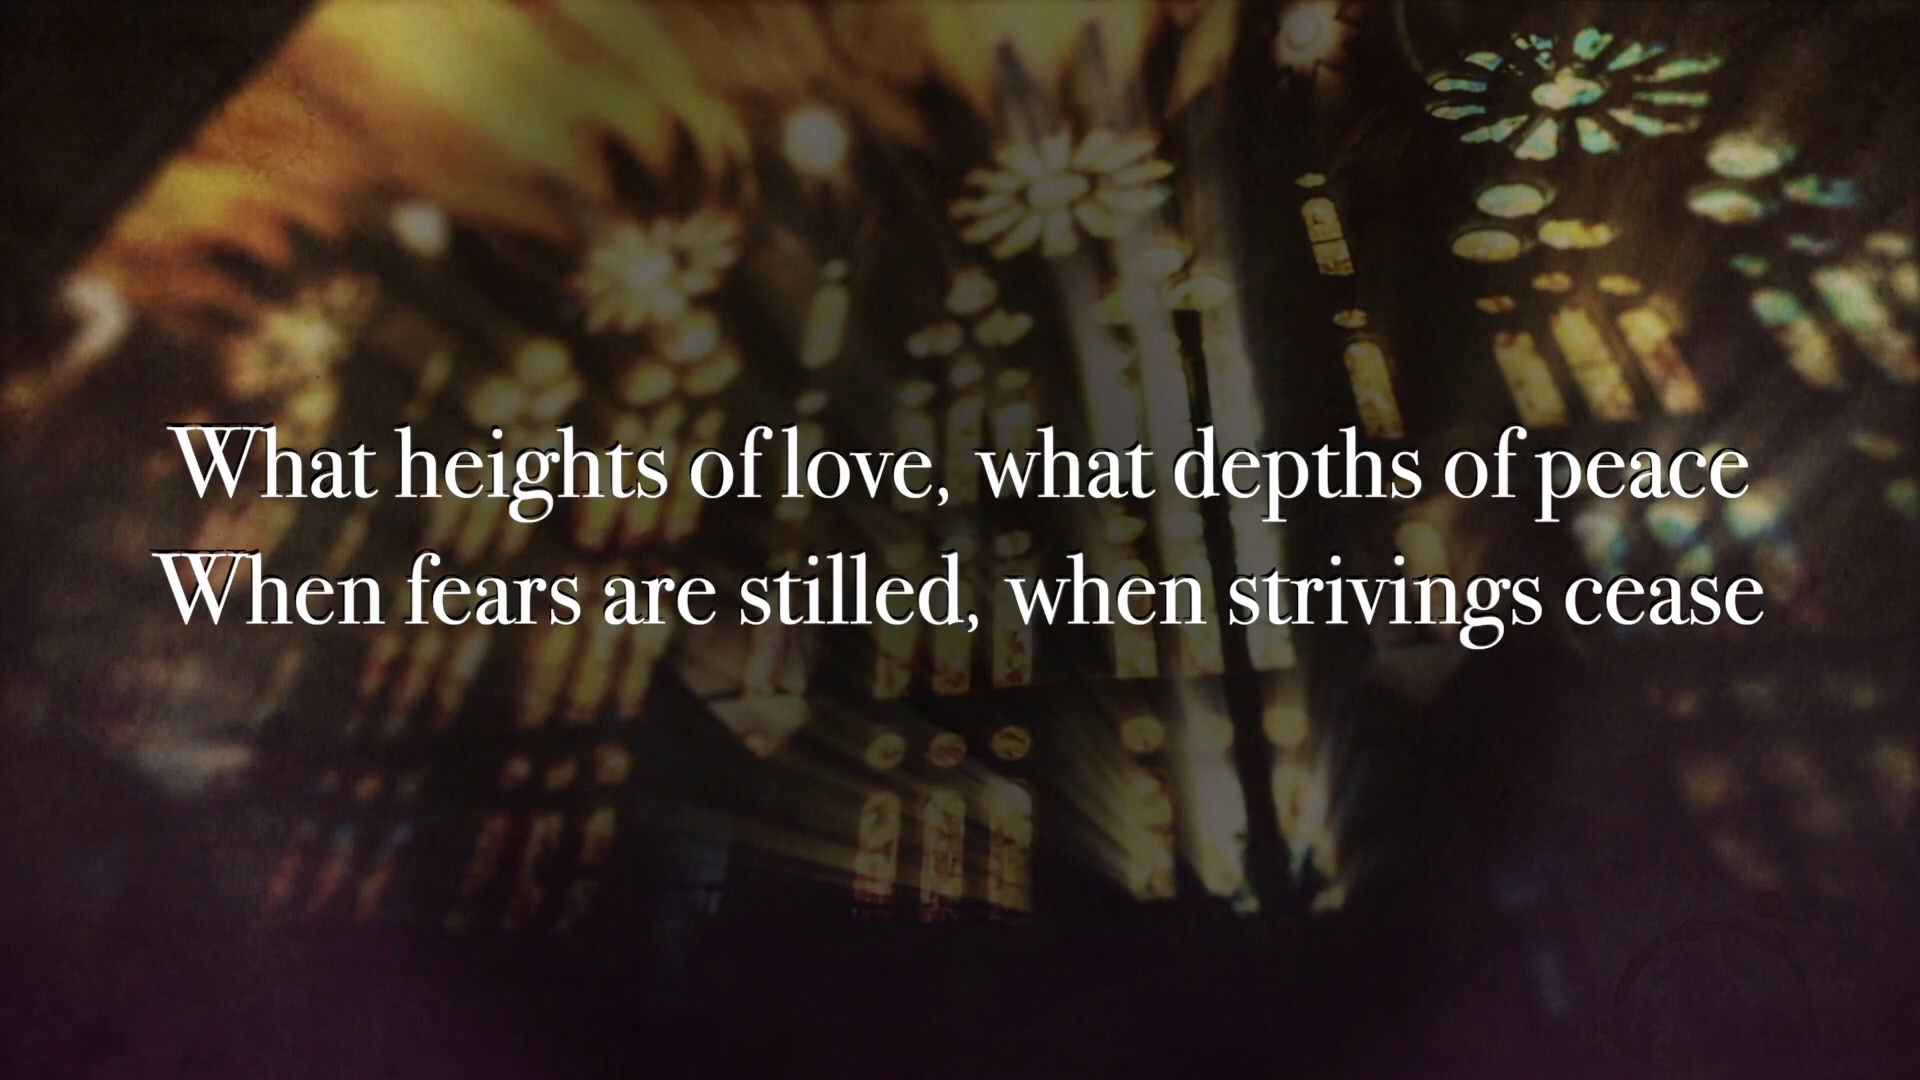 What heights of love, what depths of peace
When fears are stilled, when strivings cease